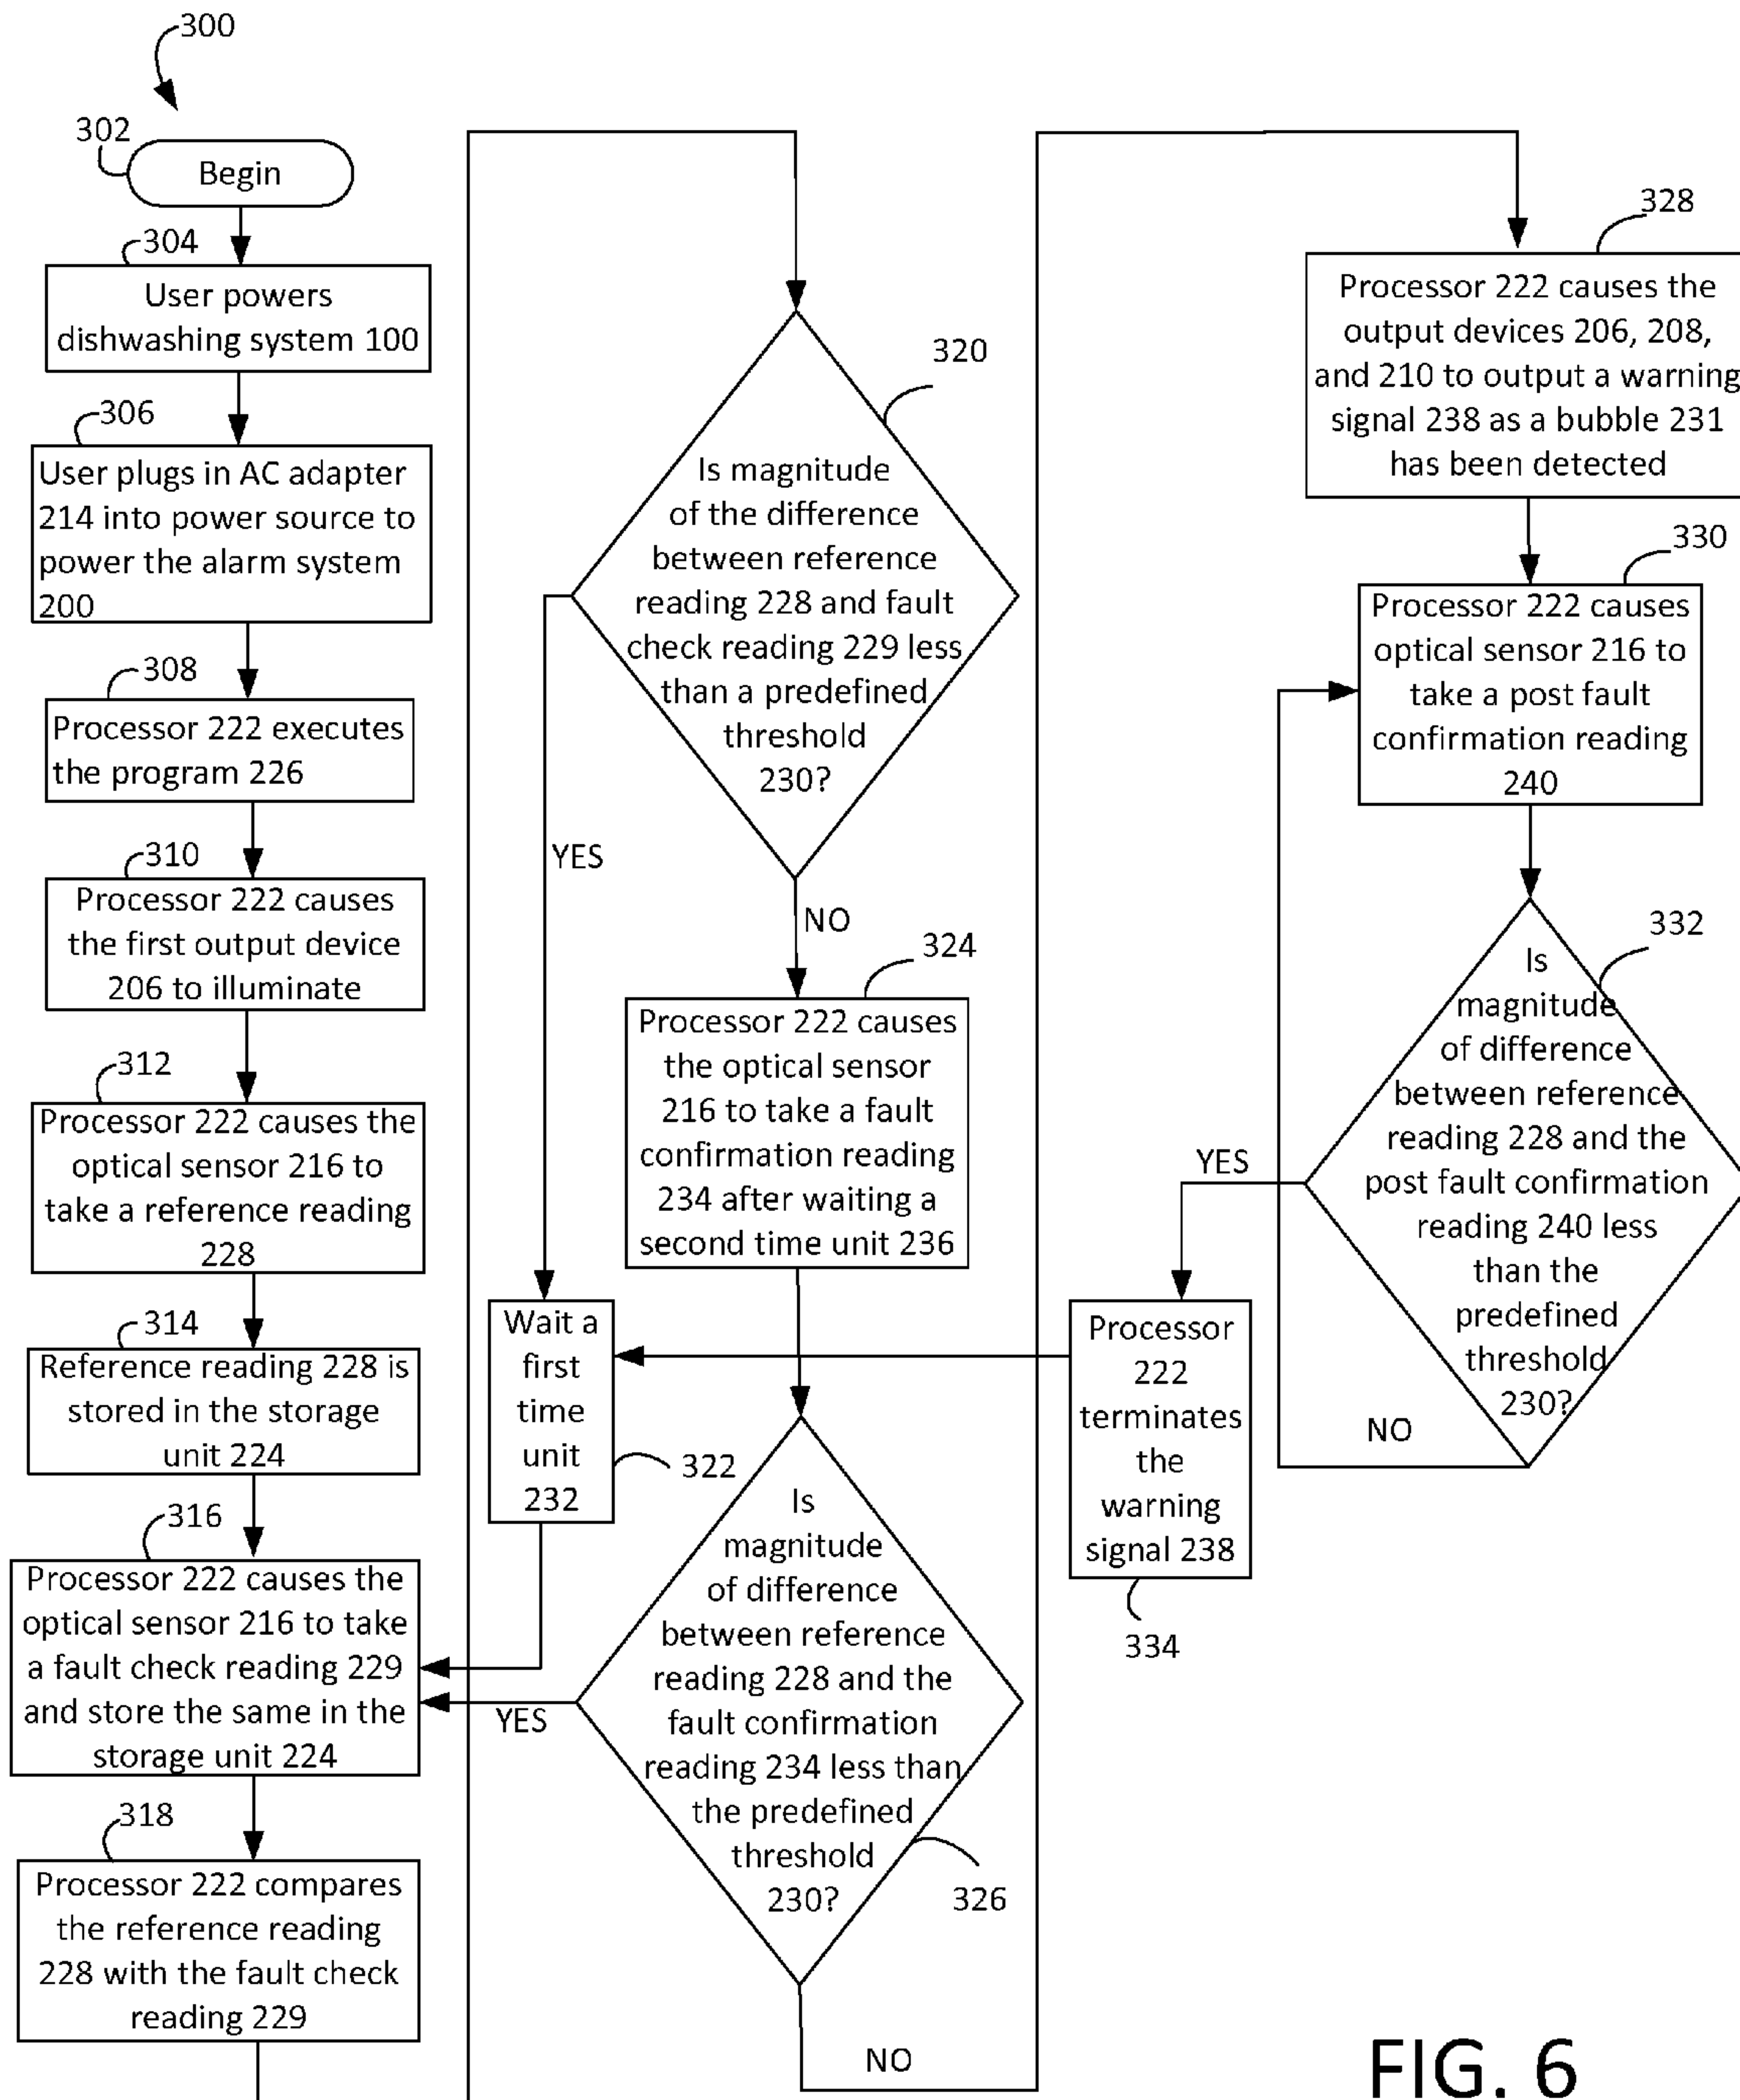 300
302
Begin
304
User powers
dishwashing system 100
306
User plugs in AC adapter
214 into power source to
power the alarm system
200
308
Processor 222 executes
the program 226
310
Processor 222 causes
the first output device
206 to illuminate
312
Processor 222 causes the
optical sensor 216 to
take a reference reading
228
314
Reference reading 228 is
stored in the storage
unit 224
316
Processor 222 causes the
optical sensor 216 to take
a fault check reading 229
and store the same in the
storage unit 224
318
Processor 222 compares
the reference reading
228 with the fault check
reading 229
320
Is magnitude
of the difference
between reference
reading 228 and fault
check reading 229 less
than a predefined
threshold
230?
YES
NO
324
Processor 222 causes
the optical sensor
216 to take a fault
confirmation reading
234 after waiting a
second time unit 236
Wait a
first
time
unit
232
322
Is
magnitude
of difference
between reference
reading 228 and the
fault confirmation
reading 234 less than
the predefined
threshold
230?
326
YES
NO
328
Processor 222 causes the
output devices 206, 208,
and 210 to output a warning
signal 238 as a bubble 231
has been detected
330
Processor 222 causes
optical sensor 216 to
take a post fault
confirmation reading
240
332
Is
magnitude
of difference
between reference
reading 228 and the
post fault confirmation
reading 240 less
than the
predefined
threshold
230?
YES
NO
Processor
222
terminates
the
warning
signal 238
334
FIG. 6